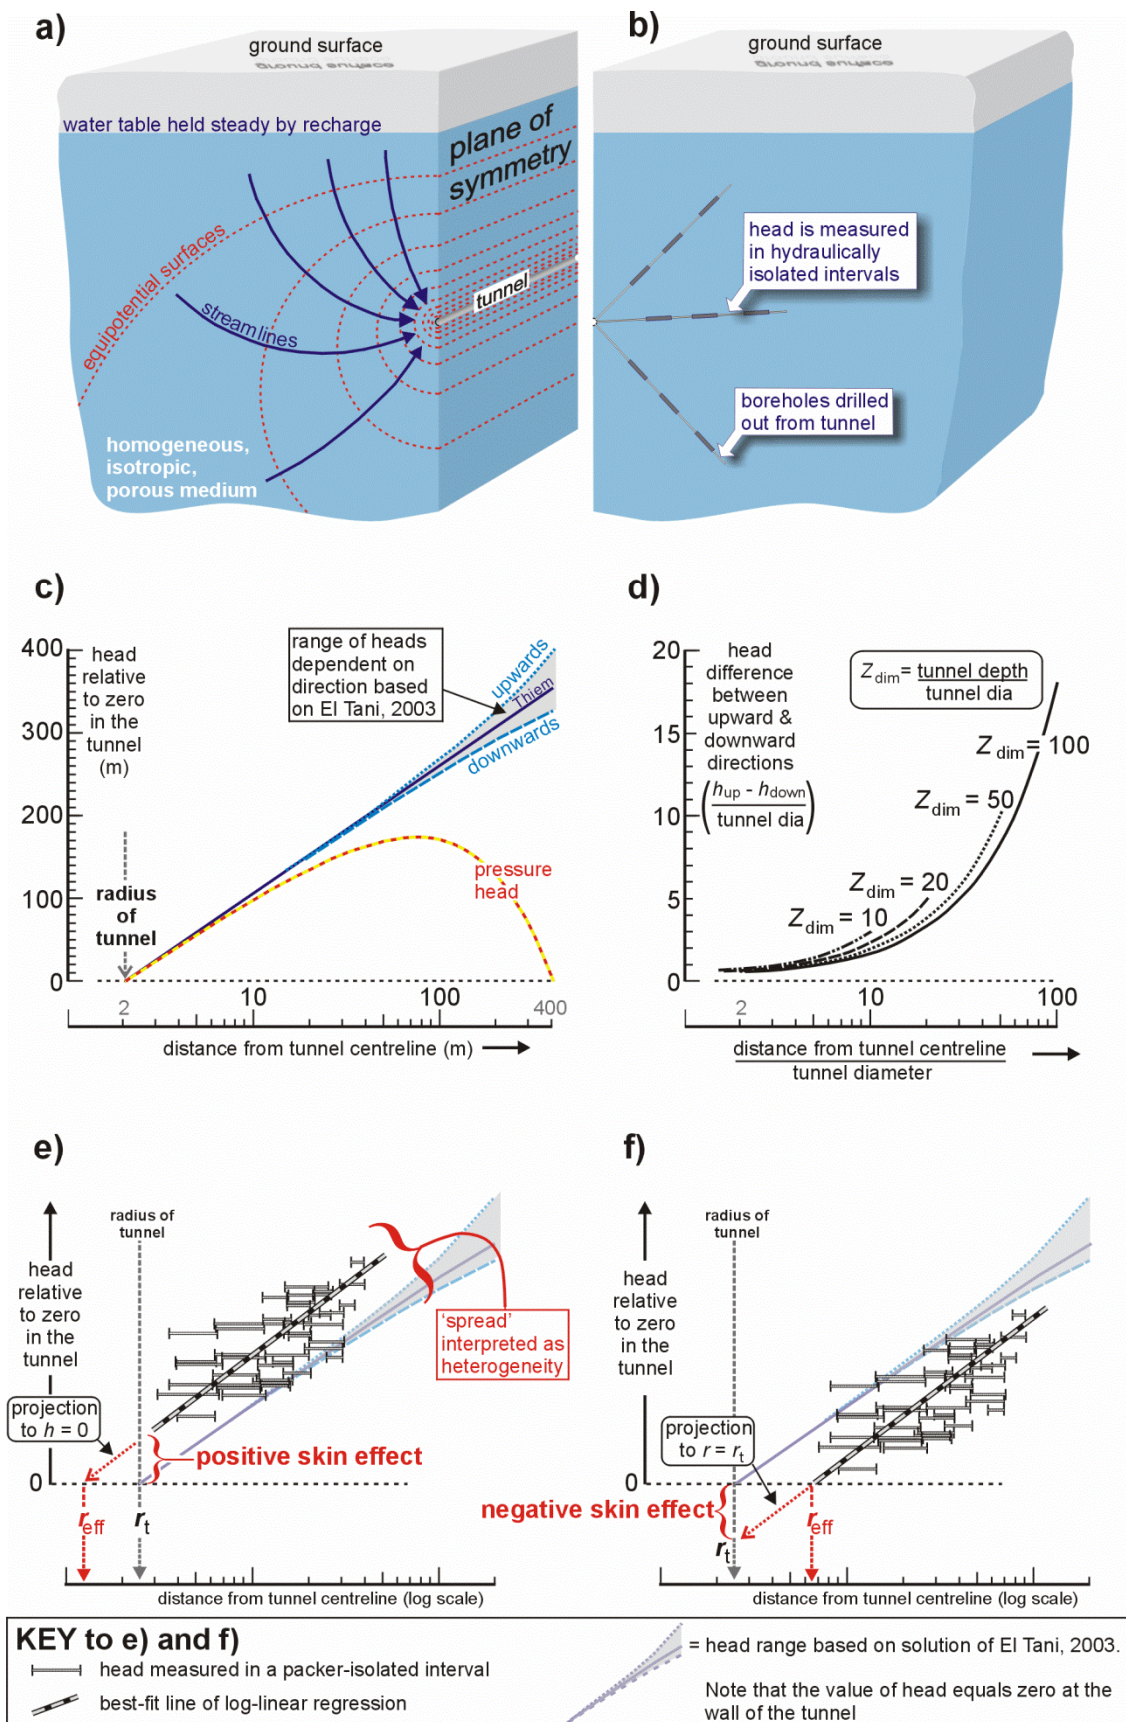 a)
ground surface
ground surface
water table held steady by recharge
plane of
symmetry
equipotential surfaces
streamlines
tunnel
homogeneous,
isotropic,
porous medium
b)
ground surface
ground surface
head is measured
in hydraulically
isolated intervals
boreholes drilled
out from tunnel
c)
400
300
200
100
0
head
relative
to zero
in the
tunnel
(m)
range of heads
dependent on
direction based
on El Tani, 2003
upwards
Thiem
downwards
pressure
head
radius
of
tunnel
2
10
100
400
distance from tunnel centreline (m)
d)
20
15
10
5
0
head
difference
between
upward &
downward
directions
(hup - hdown
tunnel dia)
Zdim = tunnel depth
tunnel dia
Zdim = 100
Zdim = 50
Zdim = 20
Zdim = 10
2
10
100
distance from tunnel centreline
tunnel diameter
e)
radius of
tunnel
head
relative
to zero
in the
tunnel
'spread'
interpreted as
heterogeneity
projection
to h = 0
positive skin effect
0
reff
rt
distance from tunnel centreline (log scale)
f)
radius of
tunnel
head
relative
to zero
in the
tunnel
projection
to r = rt
0
negative skin effect
rt
reff
distance from tunnel centreline (log scale)
KEY to e) and f)
head measured in a packer-isolated interval
best-fit line of log-linear regression
= head range based on solution of El Tani, 2003.
Note that the value of head equals zero at the
wall of the tunnel